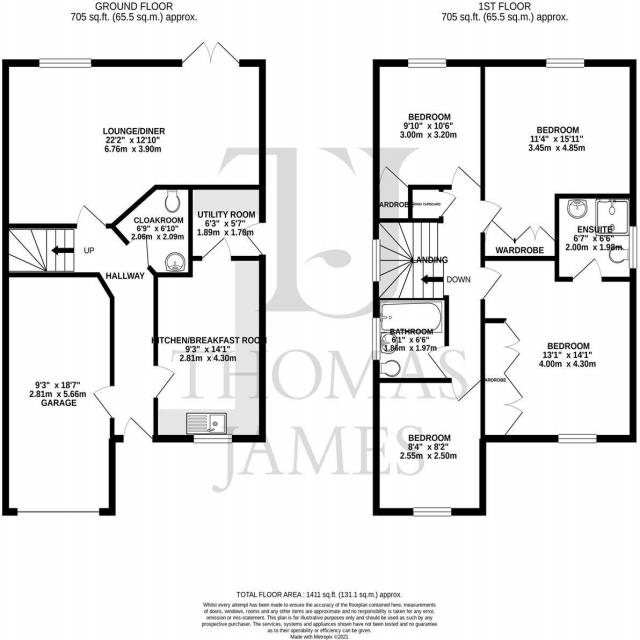 GROUND FLOOR
705 sq.ft. (65.5 sq.m.) approx.
1ST FLOOR
705 sq.ft. (65.5 sq.m.) approx.
LOUNGE/DINER
22'2" x 12'10"
6.76m x 3.90m
CLOAKROOM
6'9" x 6'10"
2.06m x 2.09m
UTILITY ROOM
6'3" x 5'7"
1.89m x 1.76m
UP
HALLWAY
KITCHEN/BREAKFAST ROOM
9'3" x 14'1"
2.81m x 4.30m
9'3" x 18'7"
2.81m x 5.66m
GARAGE
BEDROOM
9'10" x 10'6"
3.00m x 3.20m
BEDROOM
11'4" x 15'11"
3.45m x 4.85m
WARDROBE
CUPBOARD
ENSUITE
6'7" x 6'6"
2.00m x 1.98m
WARDROBE
LANDING
DOWN
BATHROOM
6'1" x 6'6"
1.86m x 1.97m
BEDROOM
13'1" x 14'1"
4.00m x 4.30m
WARDROBE
BEDROOM
8'4" x 8'2"
2.55m x 2.50m
THOMAS
JAMES
TOTAL FLOOR AREA : 1411 sq.ft. (131.1 sq.m.) approx.
Whilst every attempt has been made to ensure the accuracy of the floorplan contained here, measurements
of doors, windows, rooms and any other items are approximate and no responsibility is taken for any error,
omission or mis-statement. This plan is for illustrative purposes only and should be used as such by any
prospective purchaser. The services, systems and appliances shown have not been tested and no guarantee
as to their operability or efficiency can be given.
Made with Metropix ©2021